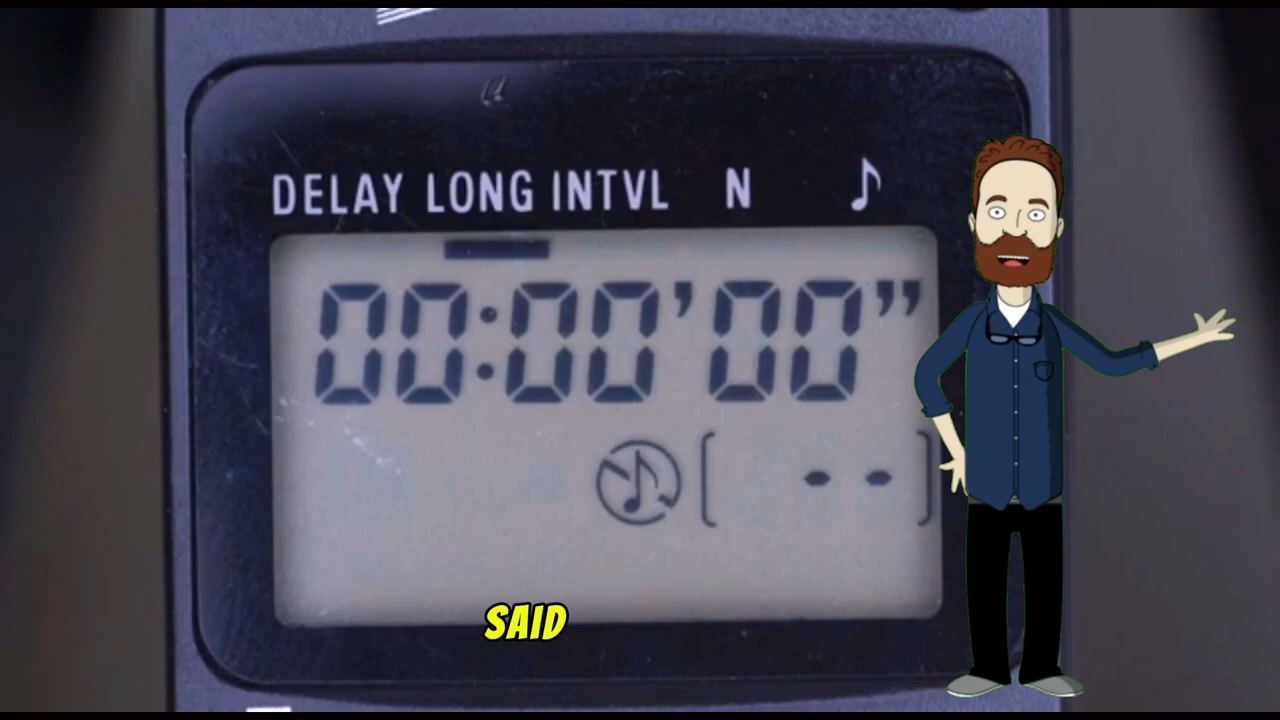 DELAY LONG INTVL N ♪
00:00'00"
[ - - ]
SAID